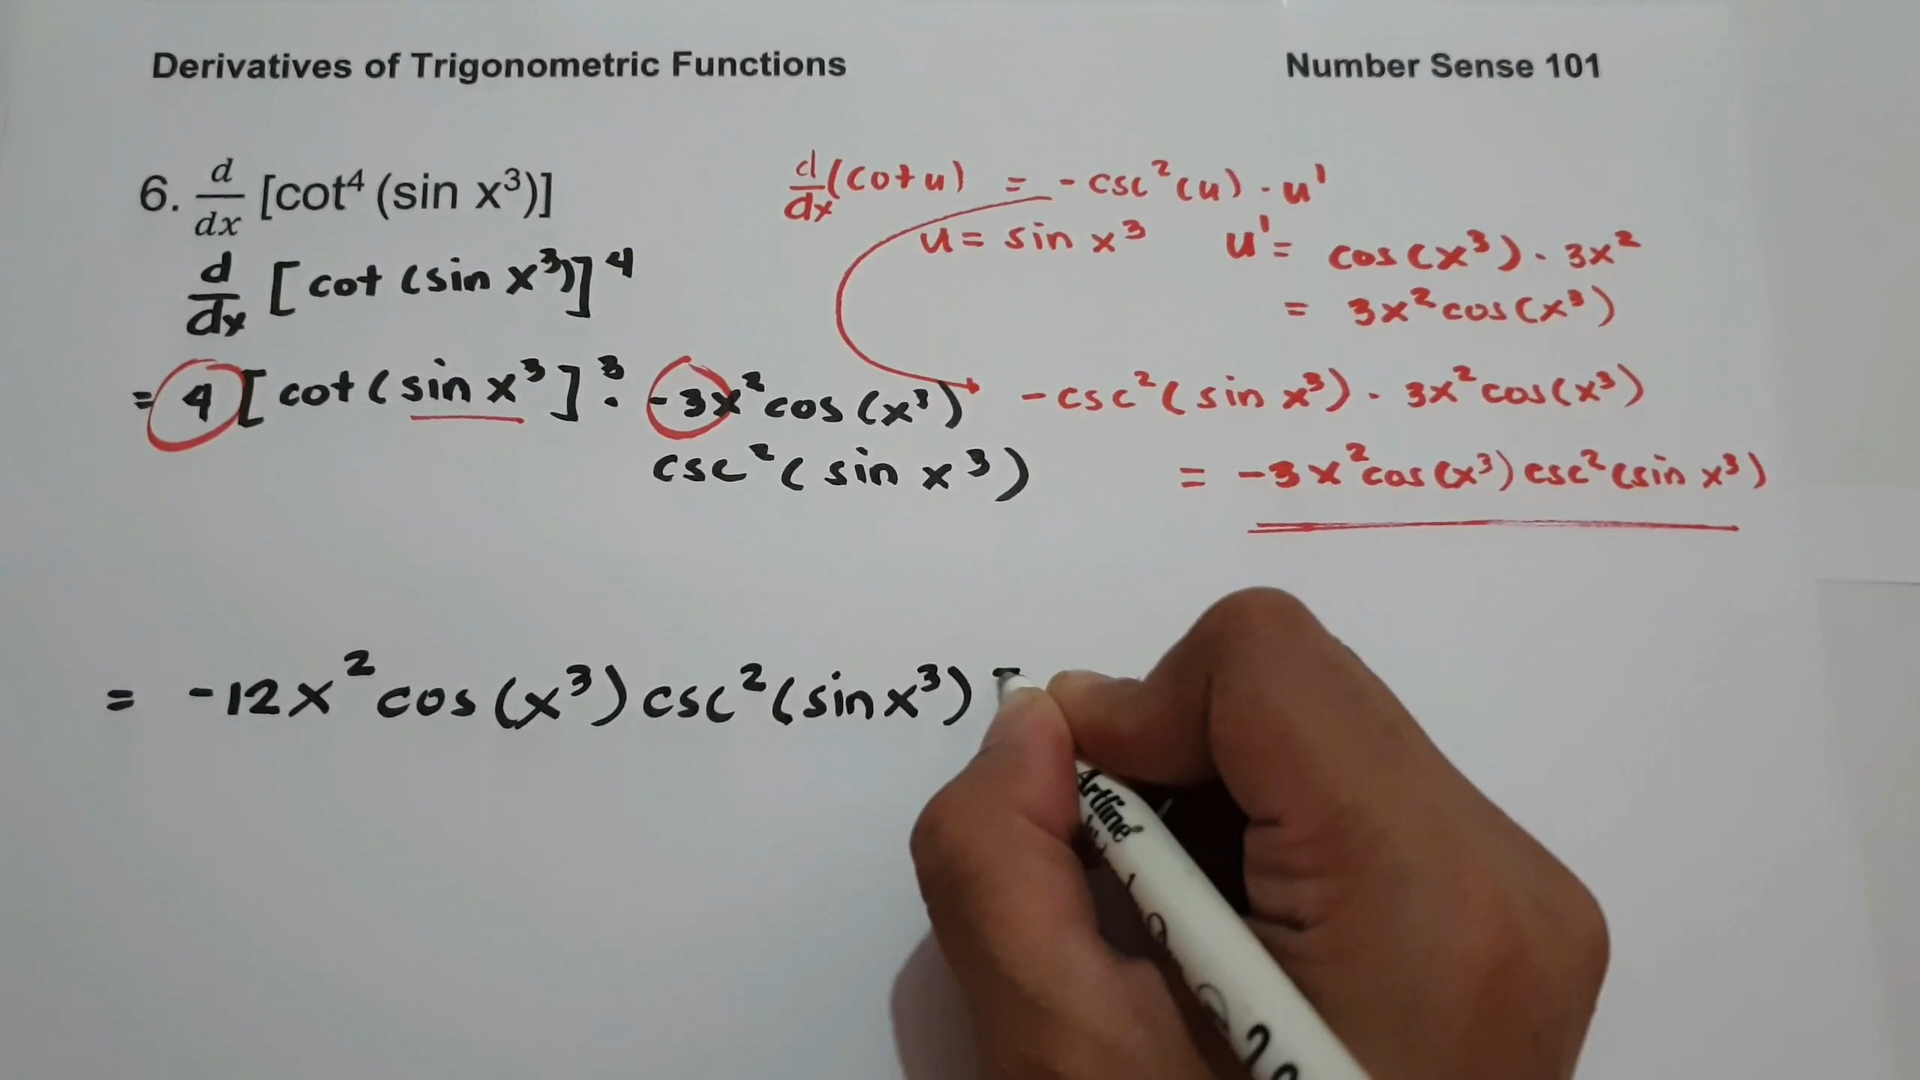 Derivatives of Trigonometric Functions
Number Sense 101
6. d/dx [cot⁴ (sin x³)]
d/dx [cot (sin x³)]⁴
= 4 [cot (sin x³]³ · -3x² cos (x³)
csc² (sin x³)
d/dx (cot u) = -csc² (u) · u'
u = sin x³ u' = cos (x³) · 3x²
= 3x² cos (x³)
-csc² (sin x³) · 3x² cos (x³)
= -3x² cos (x³) csc² (sin x³)
= -12x² cos (x³) csc² (sin x³)
Artline